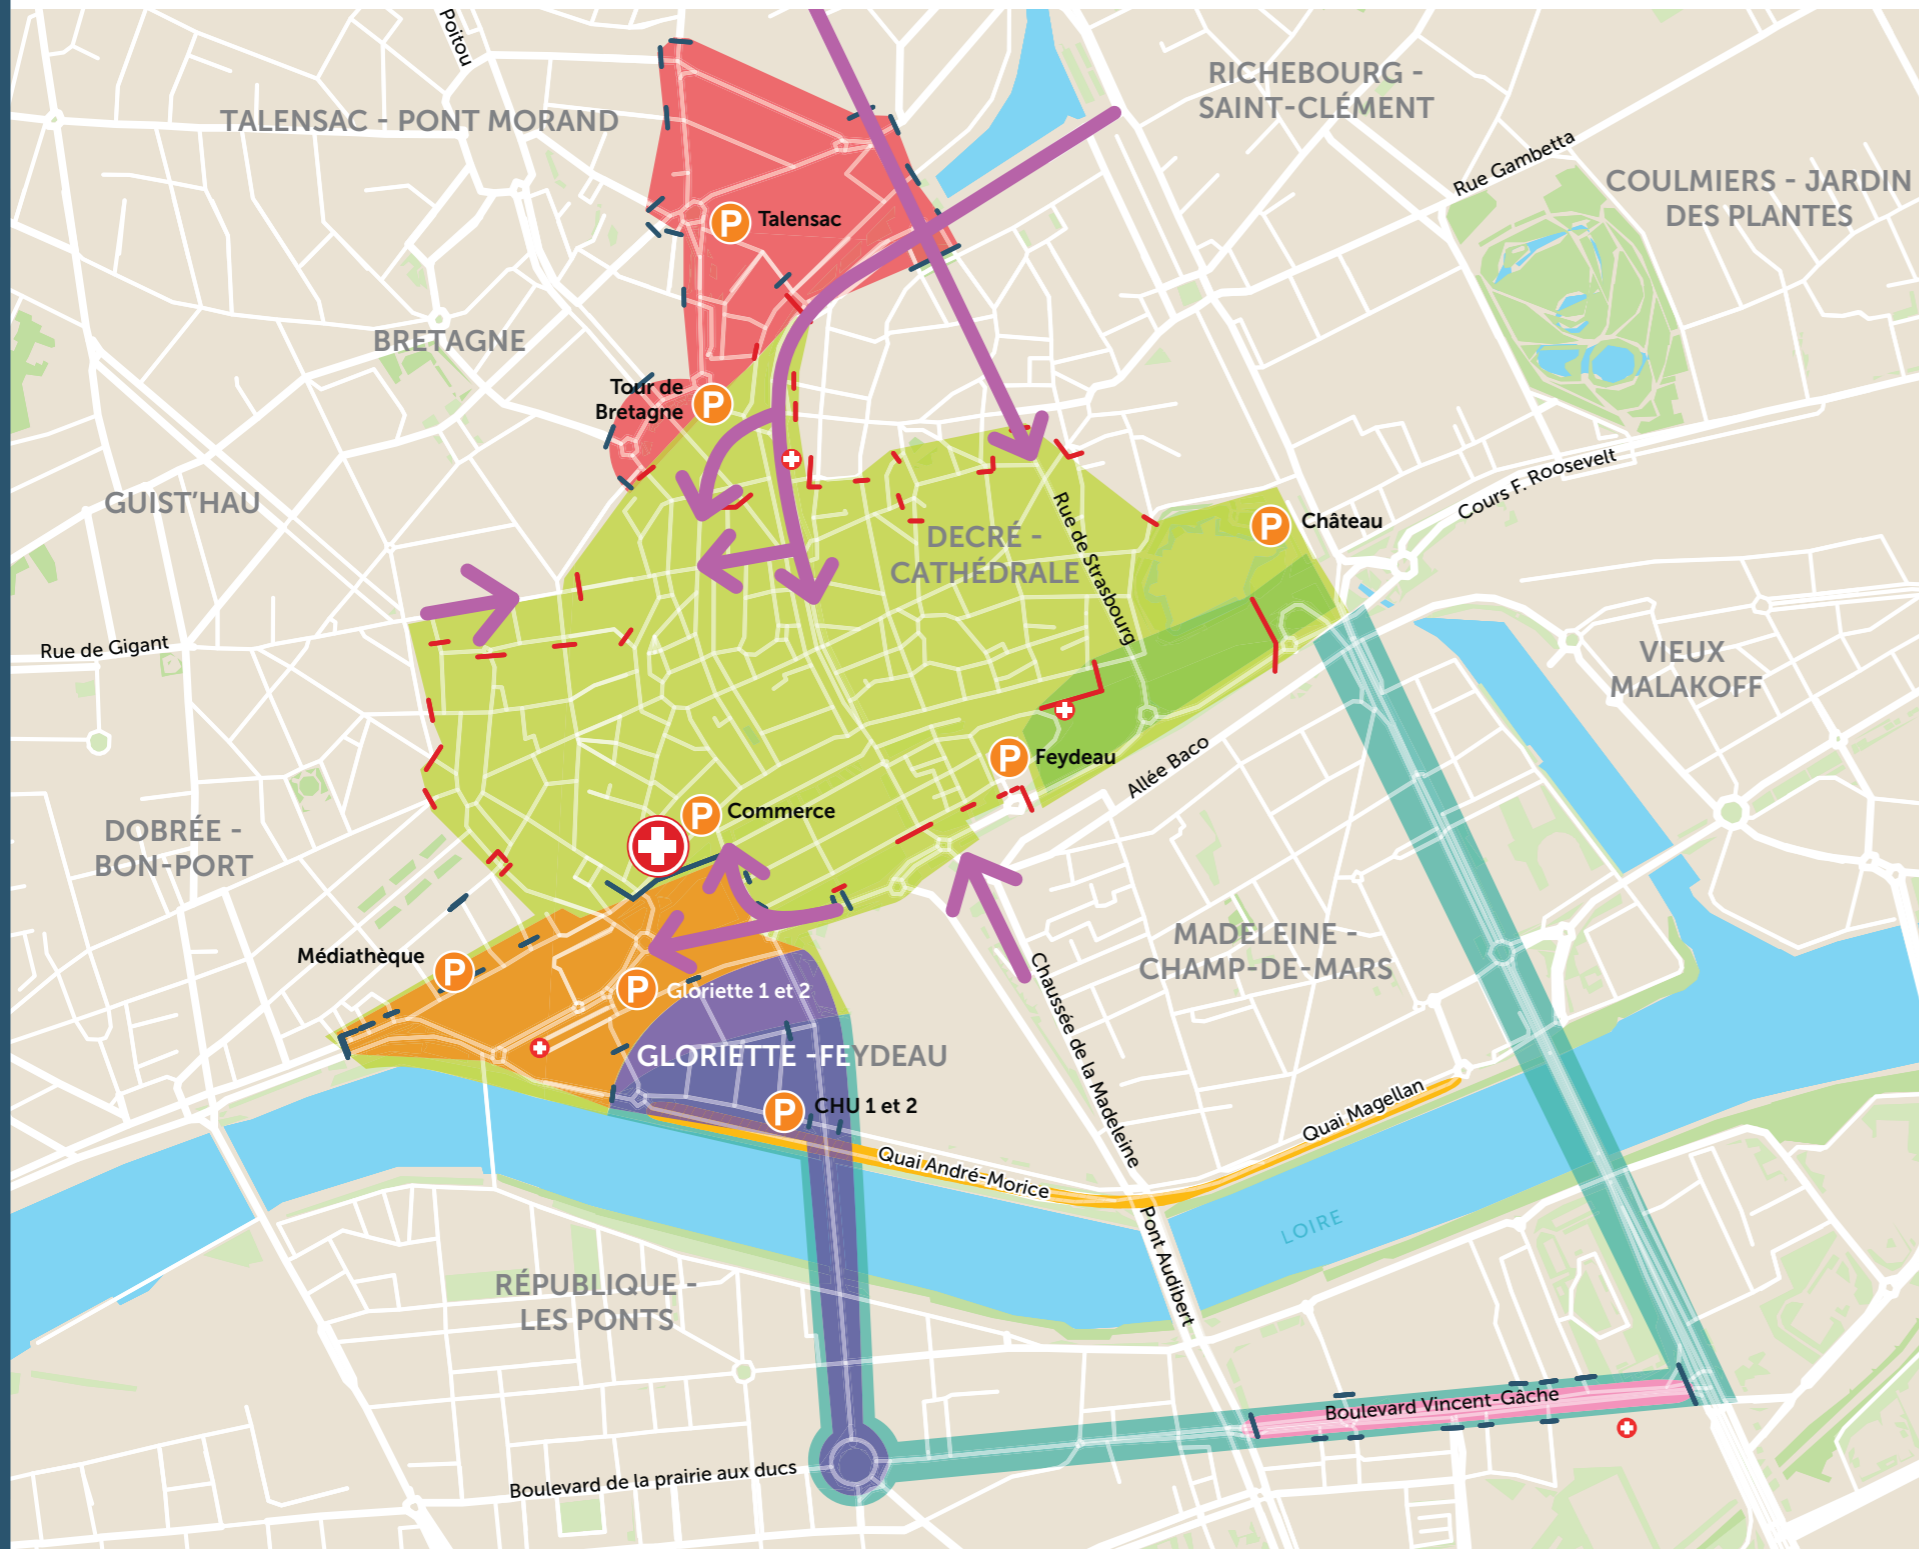 Poitou
RICHEBOURG -
SAINT-CLÉMENT
TALENSAC - PONT MORAND
Rue Gambetta
COULMIERS - JARDIN
DES PLANTES
P Talensac
BRETAGNE
Tour de
Bretagne P
GUIST'HAU
Cours F. Roosevelt
P Château
DECRÉ -
CATHÉDRALE
Rue de Strasbourg
Rue de Gigant
VIEUX
MALAKOFF
P Feydeau
Allée Baco
P Commerce
DOBRÉE -
BON-PORT
MADELEINE -
CHAMP-DE-MARS
Médiathèque P
P Gloriette 1 et 2
Chaussée de la Madeleine
GLORIETTE -FEYDEAU
P CHU 1 et 2
Quai Magellan
Quai André-Morice
LOIRE
Pont Audibert
RÉPUBLIQUE -
LES PONTS
Boulevard Vincent-Gâche
Boulevard de la prairie aux ducs